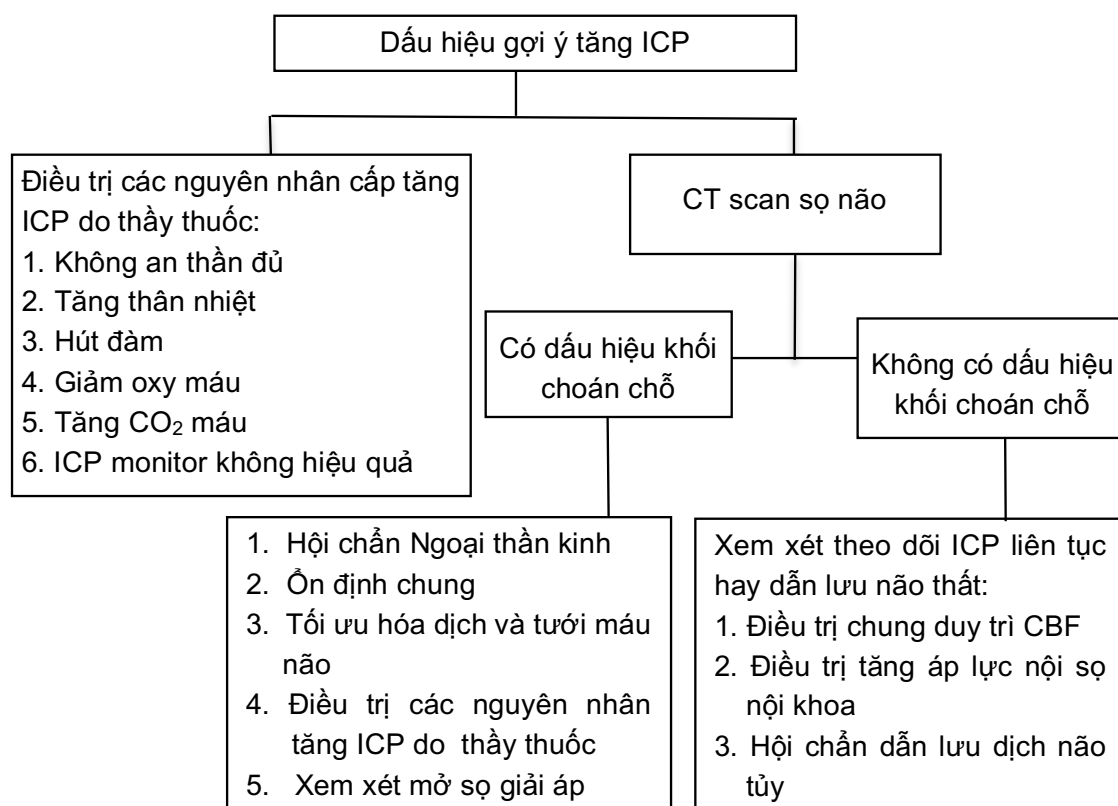 Dấu hiệu gợi ý tăng ICP
Điều trị các nguyên nhân cấp tăng
ICP do thầy thuốc:
1. Không an thần đủ
2. Tăng thân nhiệt
3. Hút đàm
4. Giảm oxy máu
5. Tăng CO₂ máu
6. ICP monitor không hiệu quả
CT scan sọ não
Có dấu hiệu khối
choán chỗ
Không có dấu hiệu
khối choán chỗ
1. Hội chẩn Ngoại thần kinh
2. Ổn định chung
3. Tối ưu hóa dịch và tưới máu
não
4. Điều trị các nguyên nhân
tăng ICP do thầy thuốc
5. Xem xét mở sọ giải áp
Xem xét theo dõi ICP liên tục
hay dẫn lưu não thất:
1. Điều trị chung duy trì CBF
2. Điều trị tăng áp lực nội sọ
nội khoa
3. Hội chẩn dẫn lưu dịch não
tủy